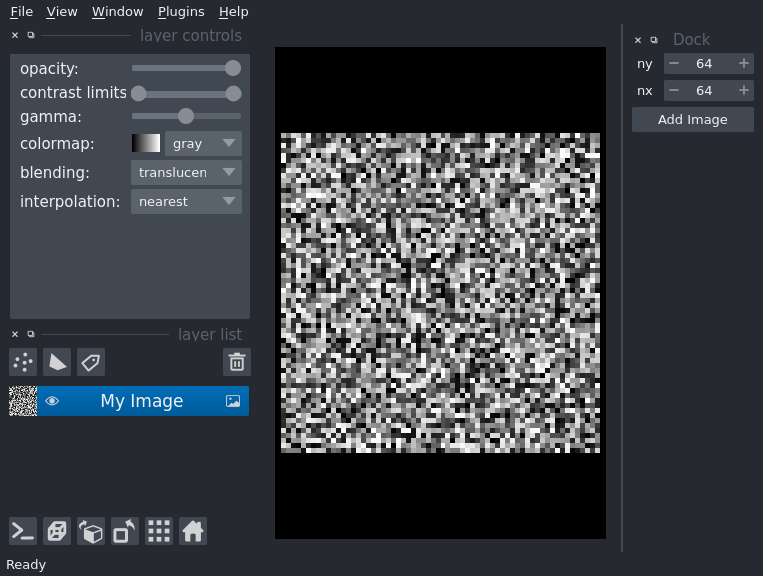 File View Window Plugins Help
layer controls
opacity:
contrast limits
gamma:
colormap: gray
blending: translucen
interpolation: nearest
layer list
My Image
Ready
Dock
ny 64
nx 64
Add Image